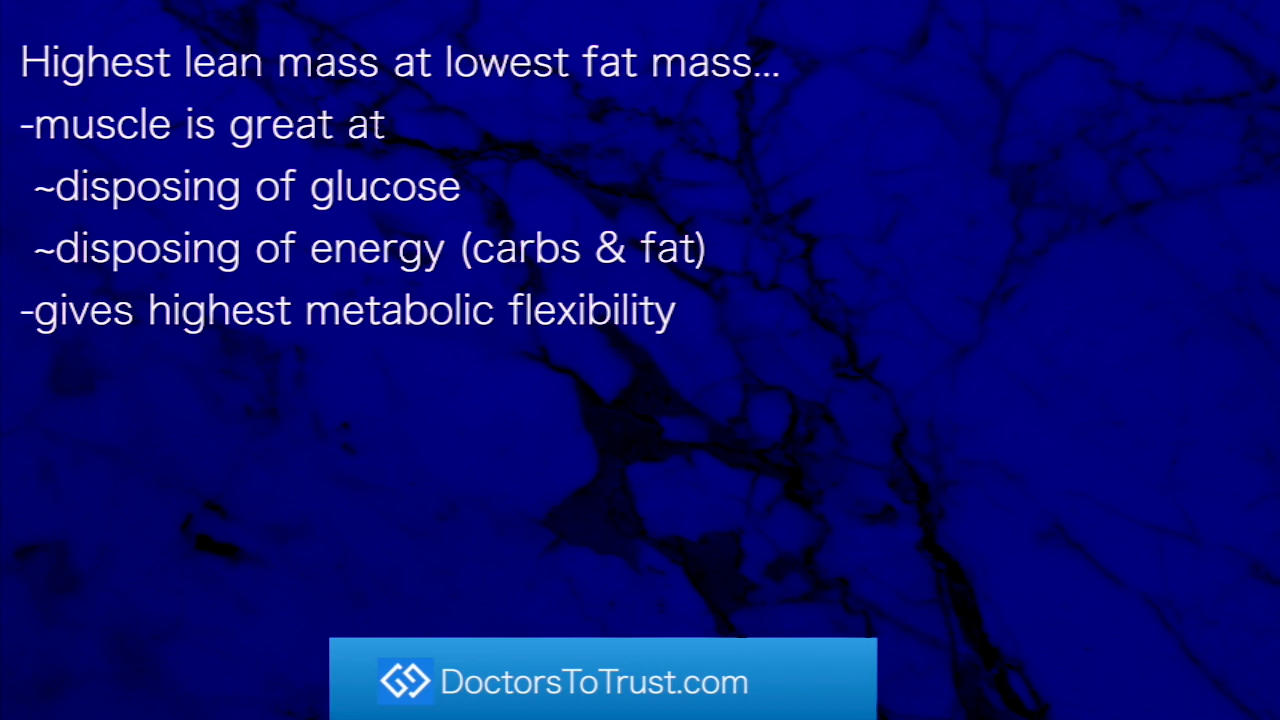 Highest lean mass at lowest fat mass...
-muscle is great at
~disposing of glucose
~disposing of energy (carbs & fat)
-gives highest metabolic flexibility
DoctorsToTrust.com